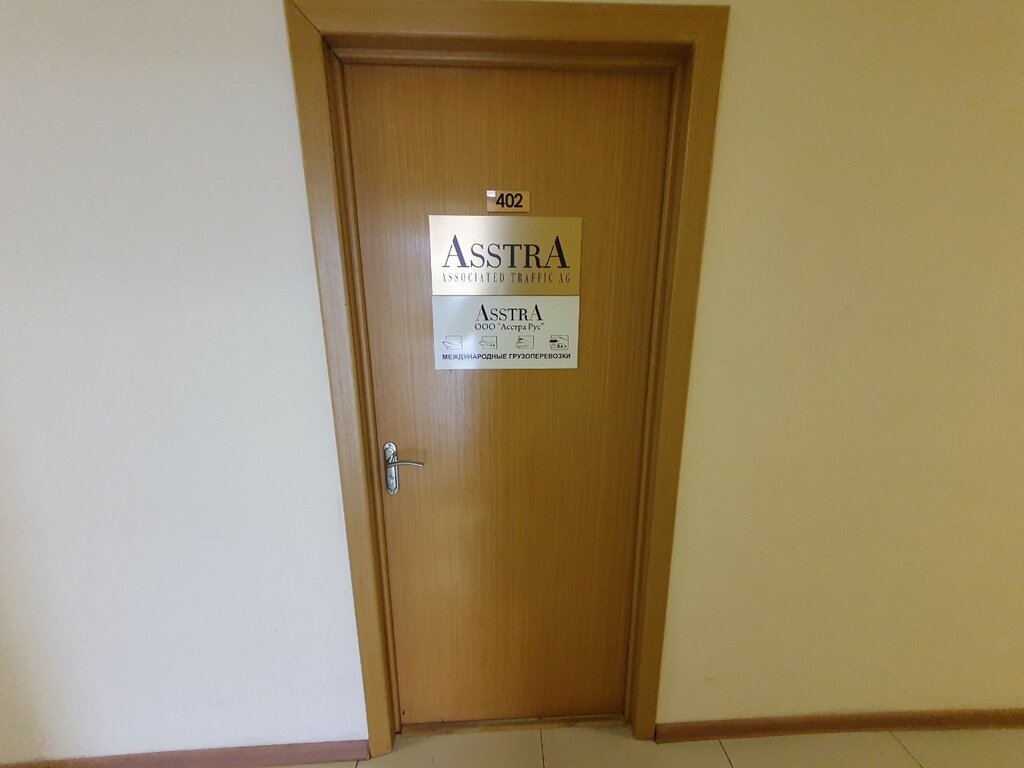 402
ASSTRA
ASSOCIATED TRAFFIC AG
ASSTRA
ООО "Асстра Рус"
МЕЖДУНАРОДНЫЕ ГРУЗОПЕРЕВОЗКИ